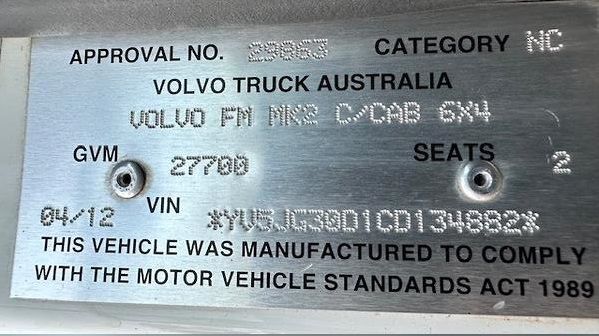 APPROVAL NO. 29863 CATEGORY NC
VOLVO TRUCK AUSTRALIA
VOLVO FM MK2 C/CAB 6X4
GVM 27700 SEATS 2
04/12 VIN *YV5JG30D1CD134882*
THIS VEHICLE WAS MANUFACTURED TO COMPLY
WITH THE MOTOR VEHICLE STANDARDS ACT 1989